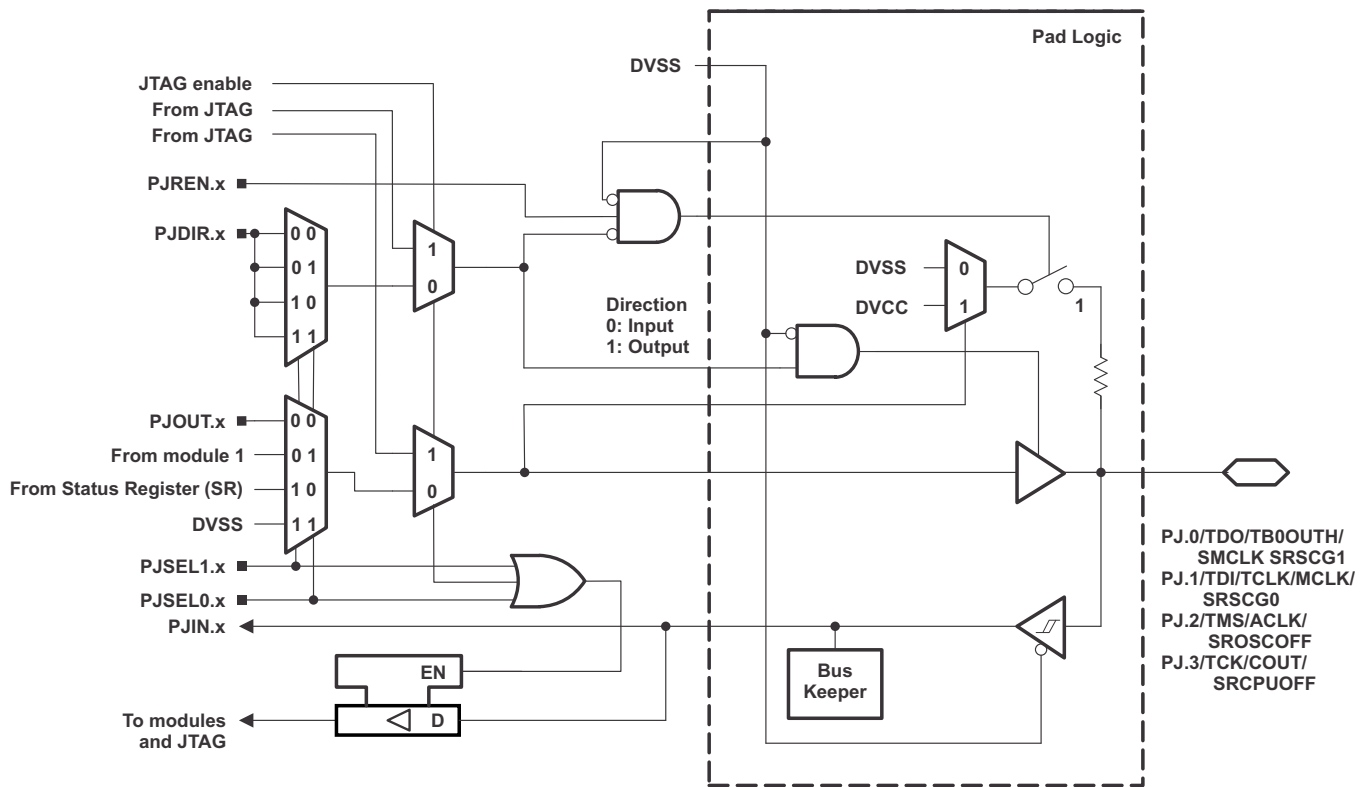 Pad Logic
DVSS
JTAG enable
From JTAG
From JTAG
PJREN.x
PJDIR.x
0 0
0 1
1 0
1 1
1
0
Direction
0: Input
1: Output
DVSS
DVCC
0
1
1
PJOUT.x
From module 1
From Status Register (SR)
DVSS
0 0
0 1
1 0
1 1
1
0
PJSEL1.x
PJSEL0.x
PJIN.x
EN
D
To modules
and JTAG
Bus
Keeper
PJ.0/TDO/TB0OUTH/
SMCLK SRSCG1
PJ.1/TDI/TCLK/MCLK/
SRSCG0
PJ.2/TMS/ACLK/
SROSCOFF
PJ.3/TCK/COUT/
SRCPUOFF